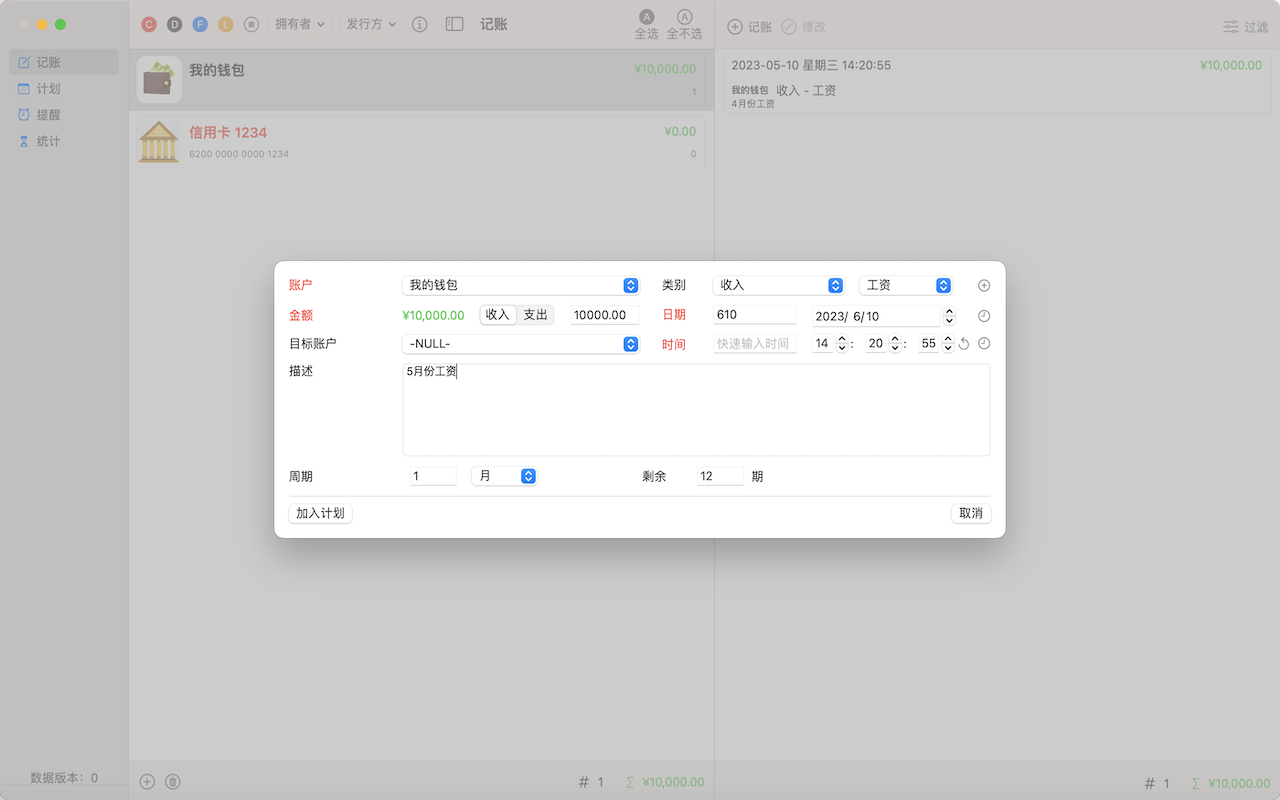 C D F L 拥有者 发行方 记账
A 全选 A 全不选
记账 修改 过滤
记账
计划
提醒
统计
数据版本：0
我的钱包 ¥10,000.00
1
信用卡 1234 ¥0.00
6200 0000 0000 1234 0
# 1 Σ ¥10,000.00
2023-05-10 星期三 14:20:55 ¥10,000.00
我的钱包 收入 - 工资
4月份工资
# 1 Σ ¥10,000.00
账户 我的钱包 类别 收入 工资
金额 ¥10,000.00 收入 支出 10000.00 日期 610 2023/ 6/10
目标账户 -NULL- 时间 快速输入时间 14 : 20 : 55
描述 5月份工资
周期 1 月 剩余 12 期
加入计划 取消